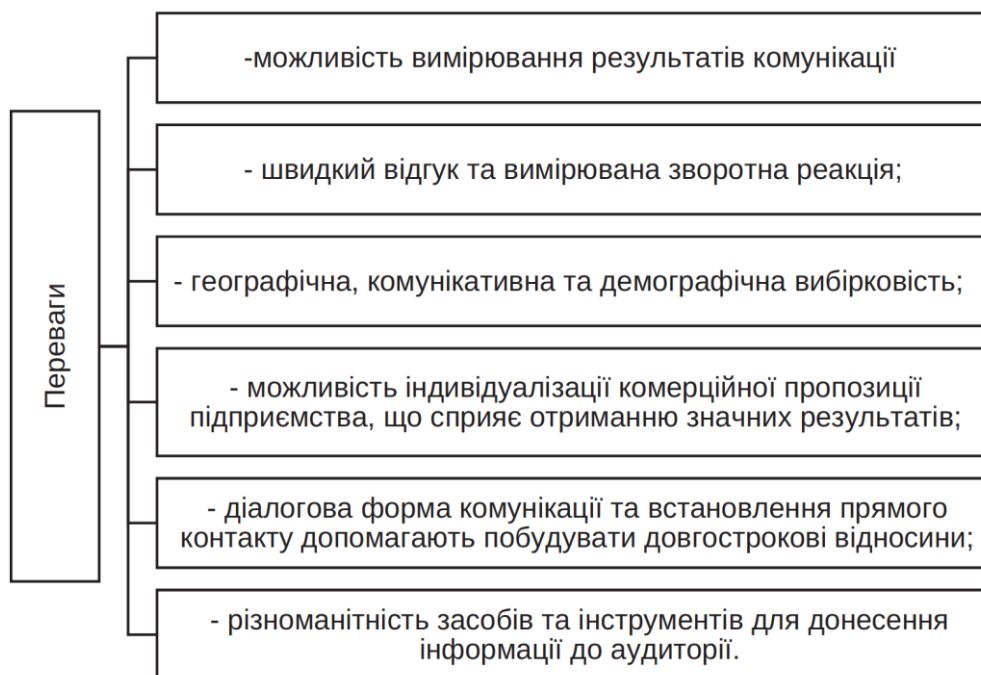 Переваги
-можливість вимірювання результатів комунікації
- швидкий відгук та вимірювана зворотна реакція;
- географічна, комунікативна та демографічна вибірковість;
- можливість індивідуалізації комерційної пропозиції
підприємства, що сприяє отриманню значних результатів;
- діалогова форма комунікації та встановлення прямого
контакту допомагають побудувати довгострокові відносини;
- різноманітність засобів та інструментів для донесення
інформації до аудиторії.